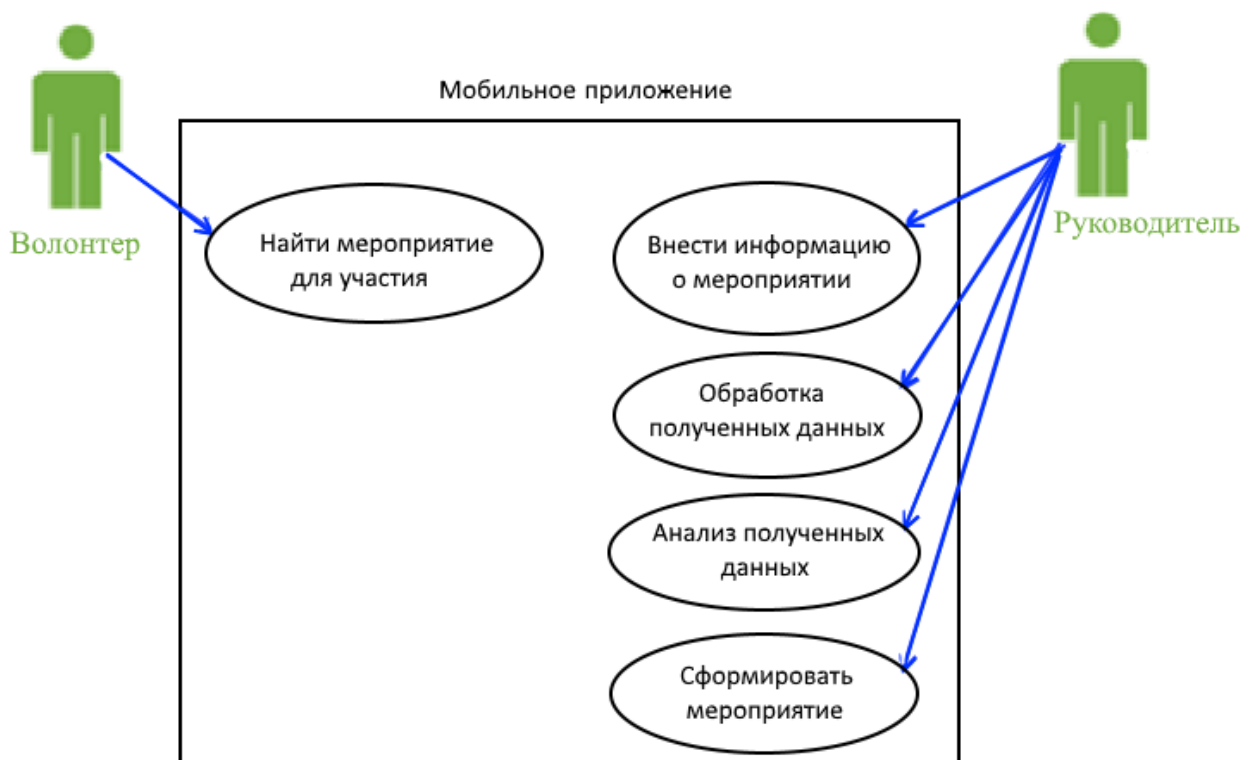 Мобильное приложение
Волонтер
Руководитель
Найти мероприятие
для участия
Внести информацию
о мероприятии
Обработка
полученных данных
Анализ полученных
данных
Сформировать
мероприятие